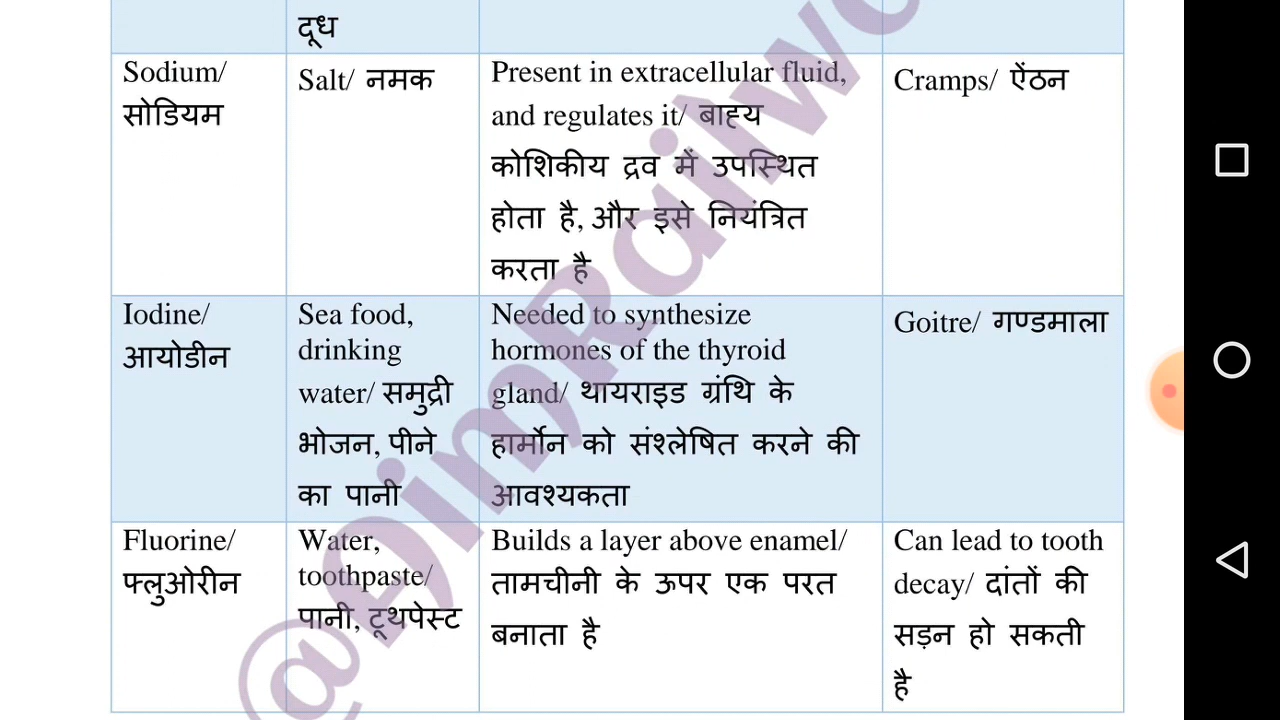 दूध
Sodium/
सोडियम
Salt/ नमक
Present in extracellular fluid,
and regulates it/ बाह्य
कोशिकीय द्रव में उपस्थित
होता है, और इसे नियंत्रित
करता है
Cramps/ ऐंठन
Iodine/
आयोडीन
Sea food,
drinking
water/ समुद्री
भोजन, पीने
का पानी
Needed to synthesize
hormones of the thyroid
gland/ थायराइड ग्रंथि के
हार्मोन को संश्लेषित करने की
आवश्यकता
Goitre/ गण्डमाला
Fluorine/
फ्लुओरीन
Water,
toothpaste/
पानी, टूथपेस्ट
Builds a layer above enamel/
तामचीनी के ऊपर एक परत
बनाता है
Can lead to tooth
decay/ दांतों की
सड़न हो सकती
है